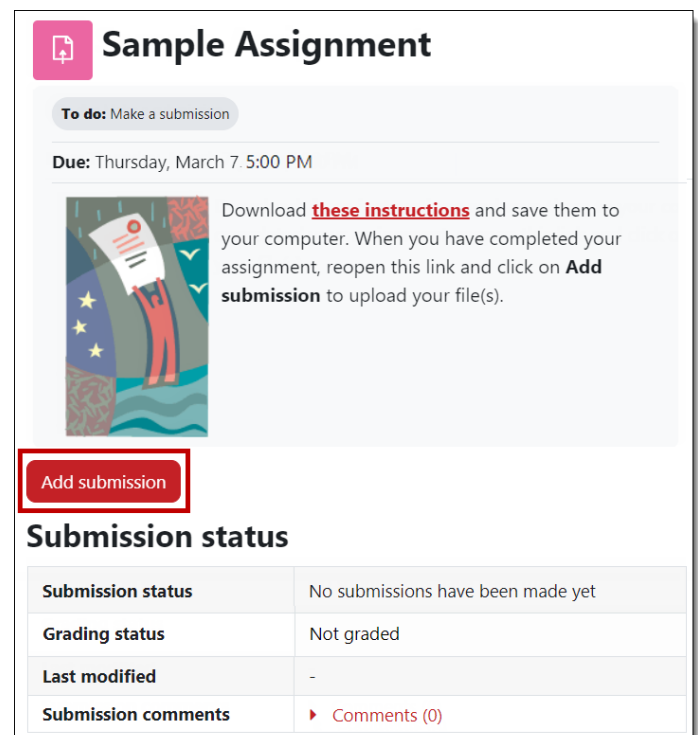 Sample Assignment
To do: Make a submission
Due: Thursday, March 7 5:00 PM
Download these instructions and save them to
your computer. When you have completed your
assignment, reopen this link and click on Add
submission to upload your file(s).
Add submission
Submission status
Submission status No submissions have been made yet
Grading status Not graded
Last modified -
Submission comments Comments (0)